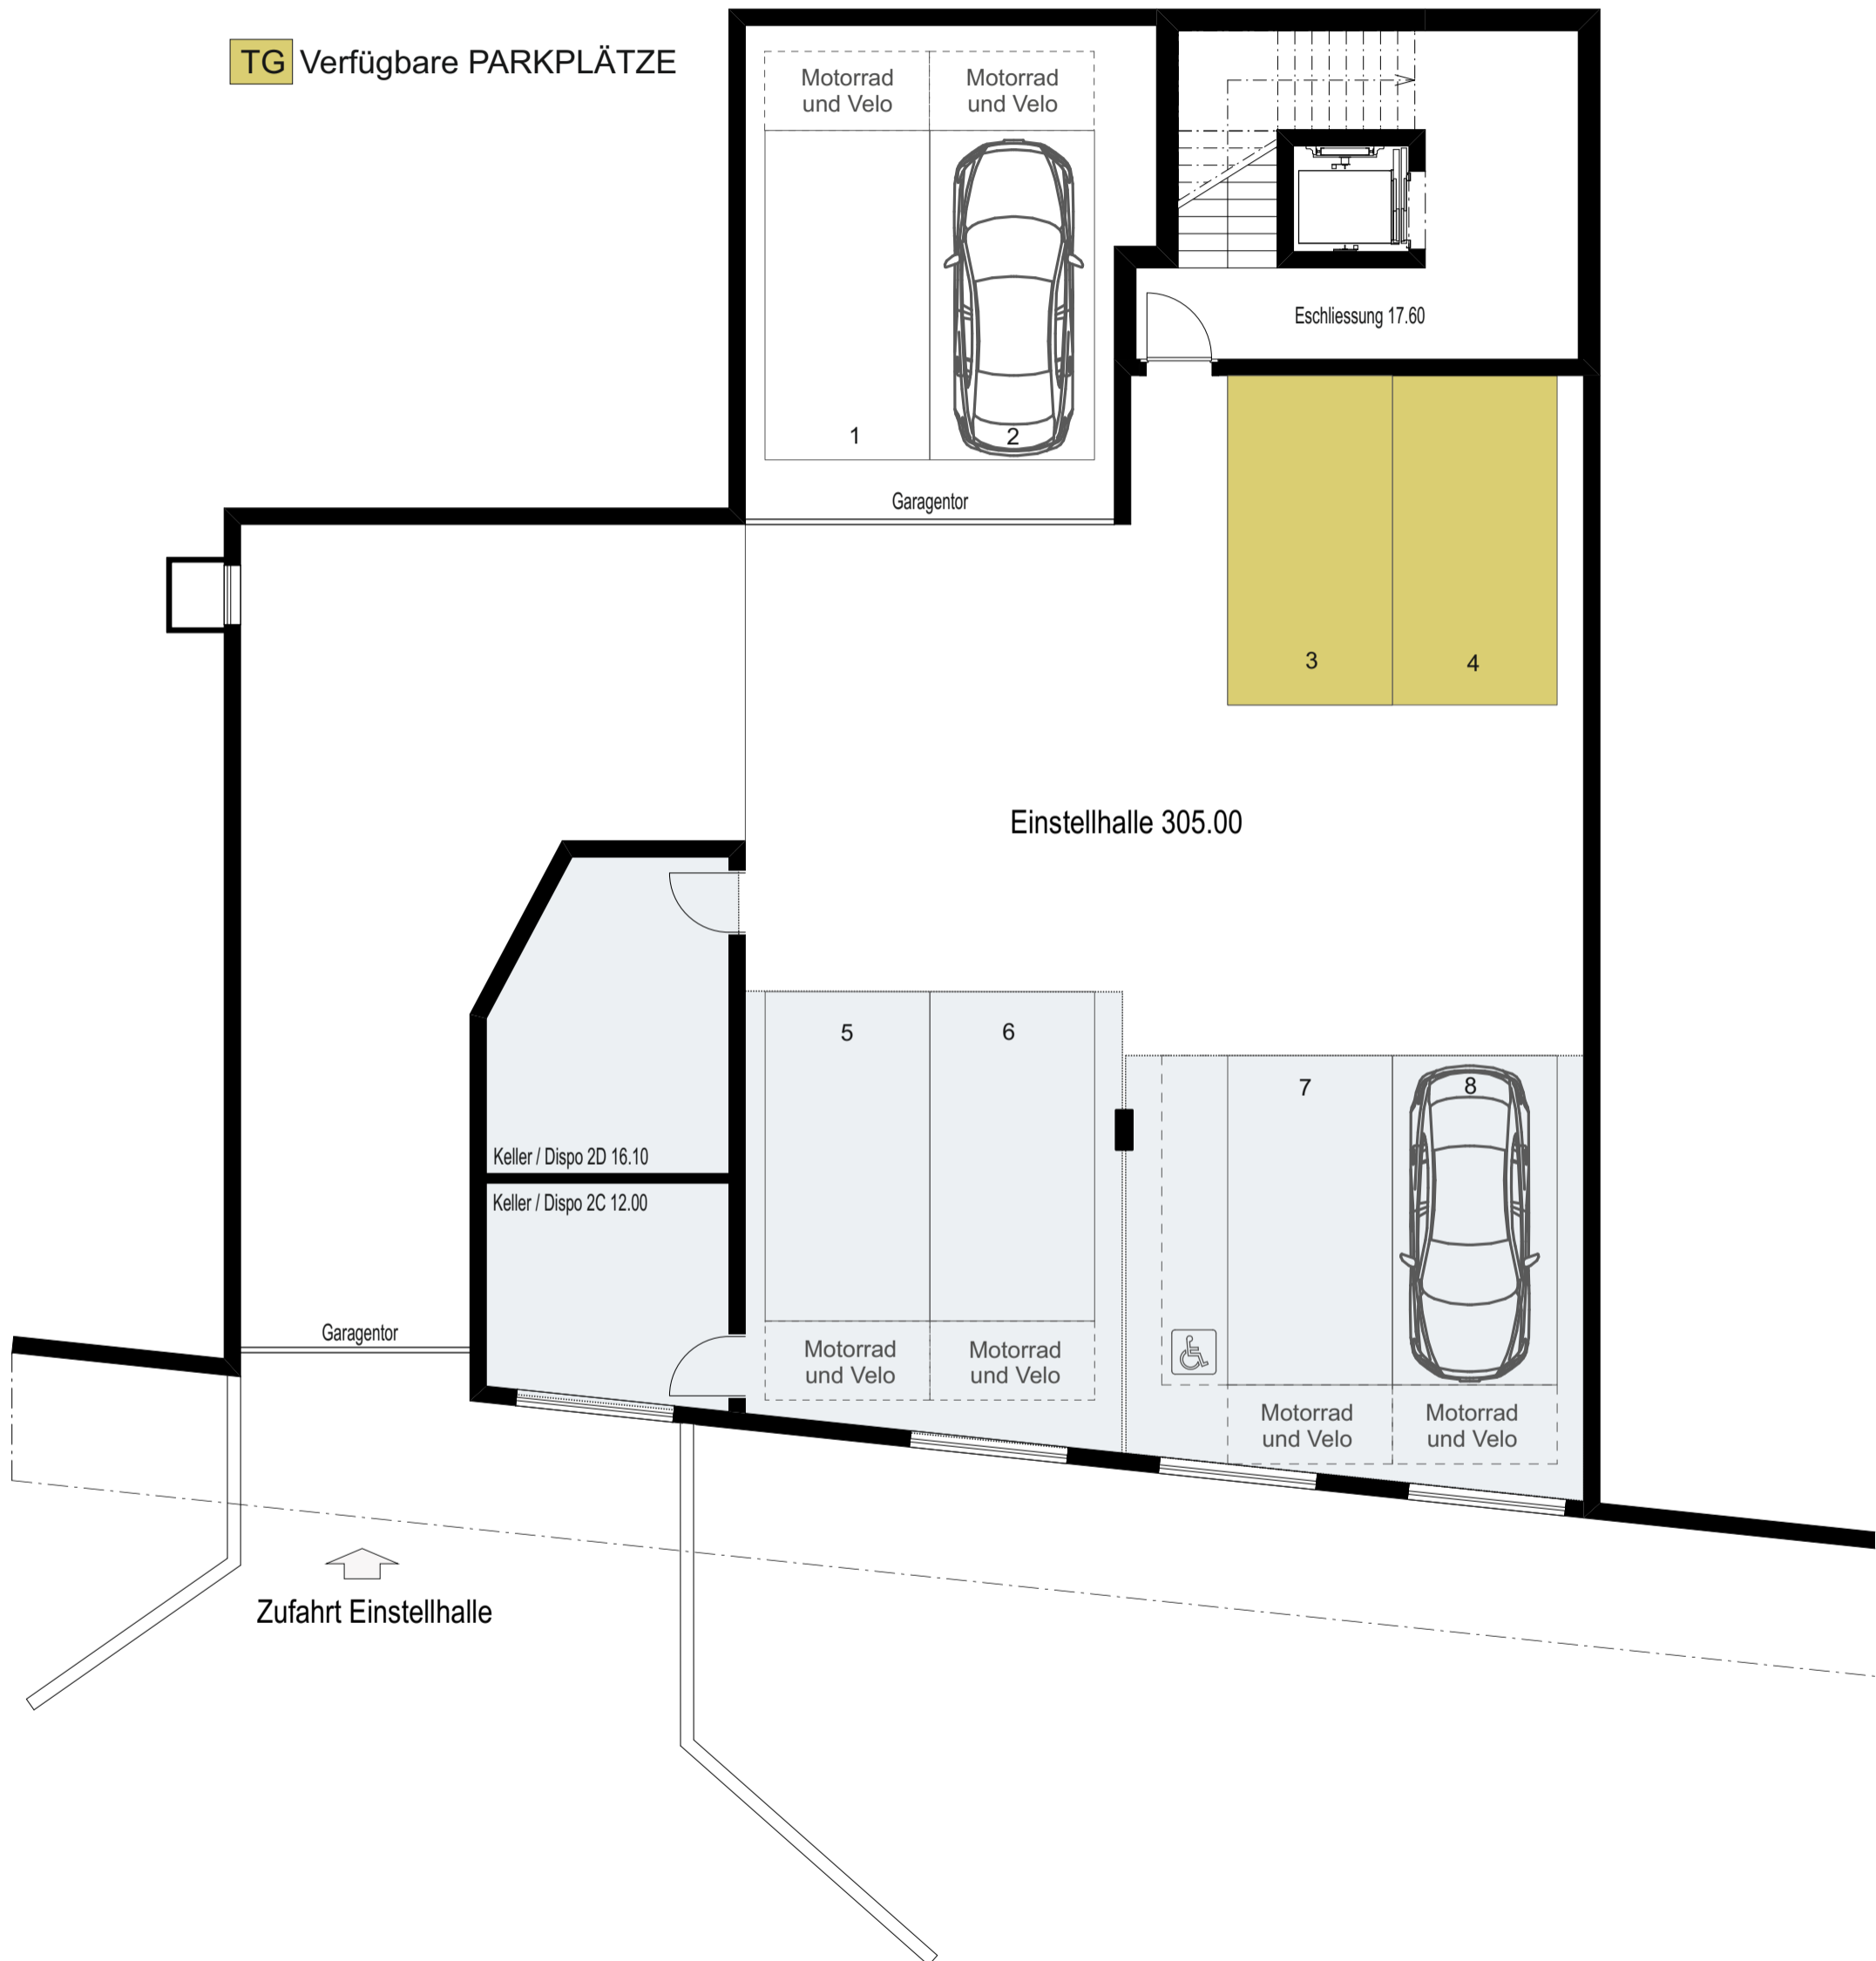 TG Verfügbare PARKPLÄTZE
Motorrad
und Velo
Motorrad
und Velo
Eschliessung 17.60
1
2
Garagentor
3
4
Einstellhalle 305.00
5
6
7
8
Keller / Dispo 2D 16.10
Keller / Dispo 2C 12.00
Garagentor
Motorrad
und Velo
Motorrad
und Velo
Motorrad
und Velo
Motorrad
und Velo
Zufahrt Einstellhalle